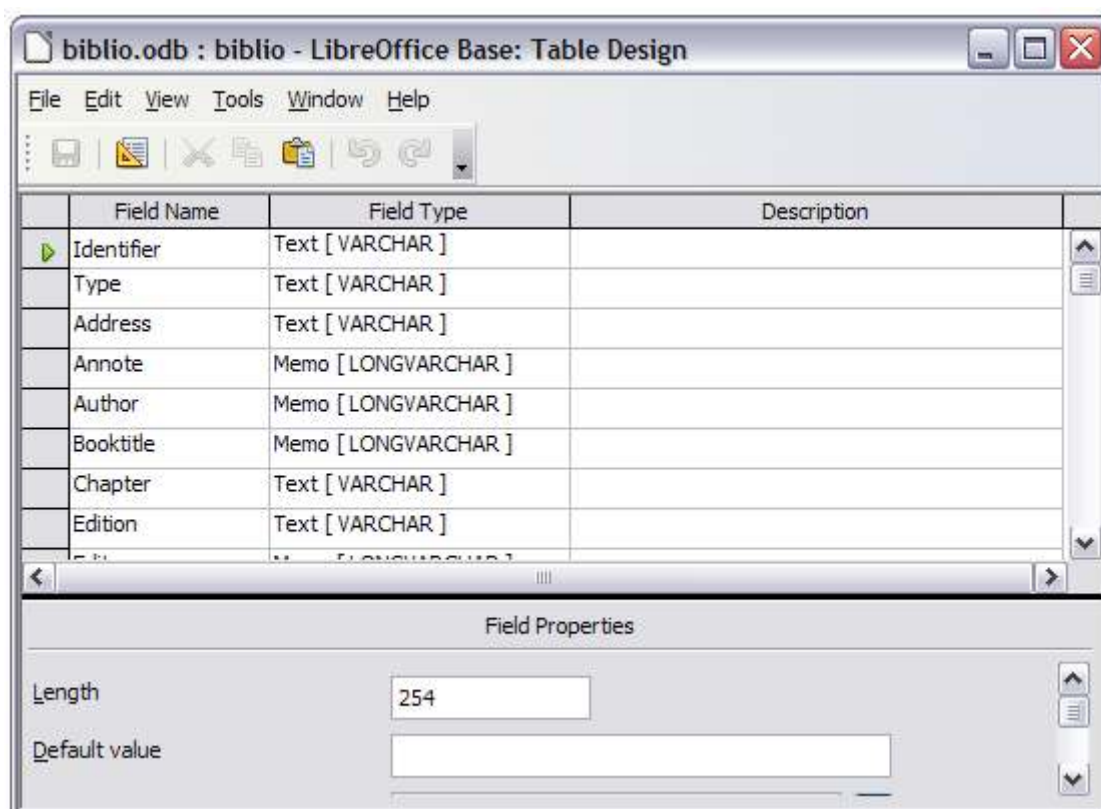 biblio.odb : biblio - LibreOffice Base: Table Design
File Edit View Tools Window Help
Field Name Field Type Description
Identifier Text [ VARCHAR ]
Type Text [ VARCHAR ]
Address Text [ VARCHAR ]
Annote Memo [ LONGVARCHAR ]
Author Memo [ LONGVARCHAR ]
Booktitle Memo [ LONGVARCHAR ]
Chapter Text [ VARCHAR ]
Edition Text [ VARCHAR ]
Field Properties
Length 254
Default value